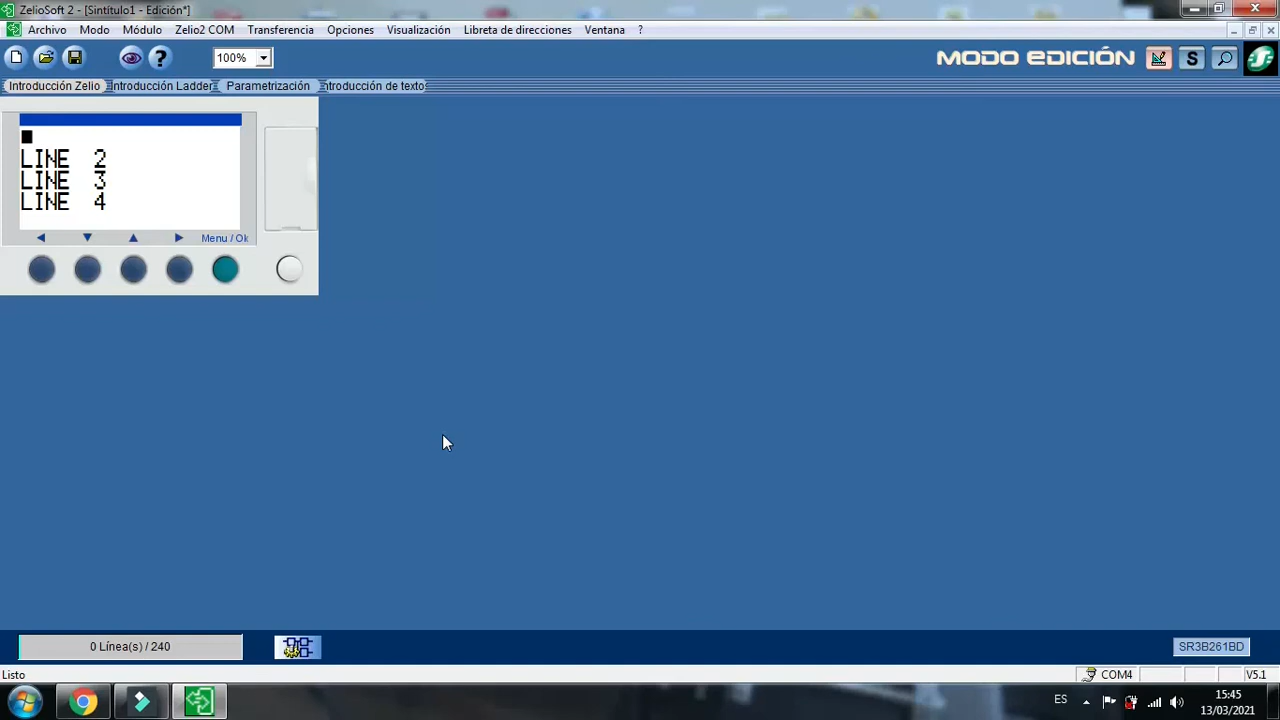 ZelioSoft 2 - [Sintítulo1 - Edición*]
Archivo Modo Módulo Zelio2 COM Transferencia Opciones Visualización Libreta de direcciones Ventana ?
100% MODO EDICIÓN S
Introducción Zelio Introducción Ladder Parametrización ntroducción de texto
LINE 2
LINE 3
LINE 4
Menu / Ok
0 Línea(s) / 240 SR3B261BD
Listo COM4 V5.1
ES 15:45
13/03/2021